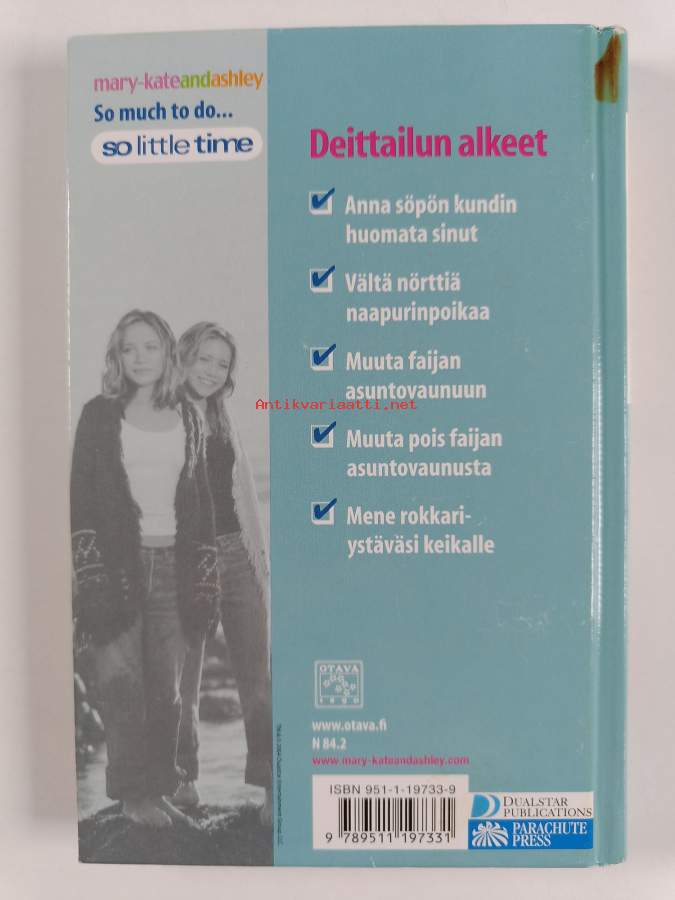 mary-kateandashley
So much to do...
so little time
Deittailun alkeet
Anna söpön kundin
huomata sinut
Vältä nörttiä
naapurinpoikaa
Muuta faijan
asuntovaunuun
Antikvariaatti.net
Muuta pois faijan
asuntovaunusta
Mene rokkari-
ystäväsi keikalle
OTAVA
1890
www.otava.fi
N 84.2
www.mary-kateandashley.com
ISBN 951-1-19733-9
9 789511 197331
DUALSTAR
PUBLICATIONS
PARACHUTE
PRESS